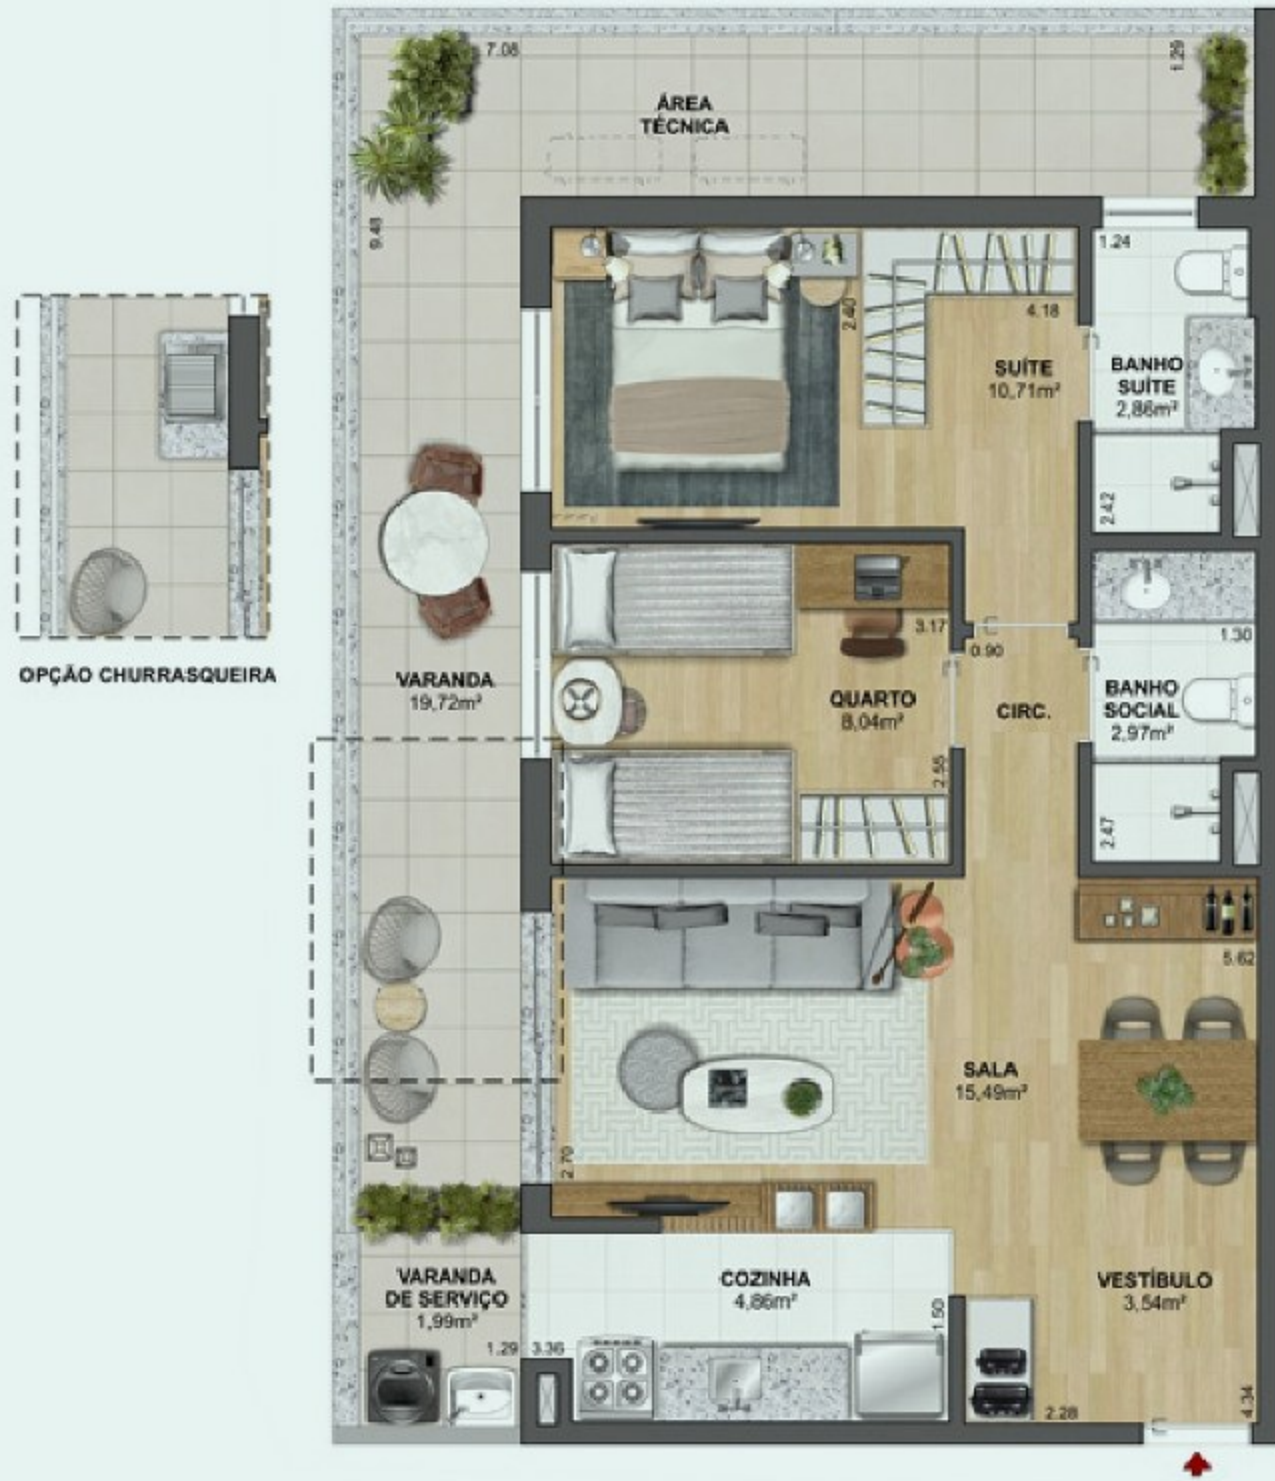 7.08
1.29
ÁREA
TÉCNICA
9.48
1.24
2.40
4.18
SUÍTE
10,71m²
BANHO
SUÍTE
2,86m²
2.42
OPÇÃO CHURRASQUEIRA
VARANDA
19,72m²
3.17
0.90
1.30
QUARTO
8,04m²
CIRC.
BANHO
SOCIAL
2,97m²
2.55
2.47
5.62
SALA
15,49m²
2.70
VARANDA
DE SERVIÇO
1,99m²
COZINHA
4,86m²
VESTÍBULO
3,54m²
1.50
1.29
3.36
2.28
4.34